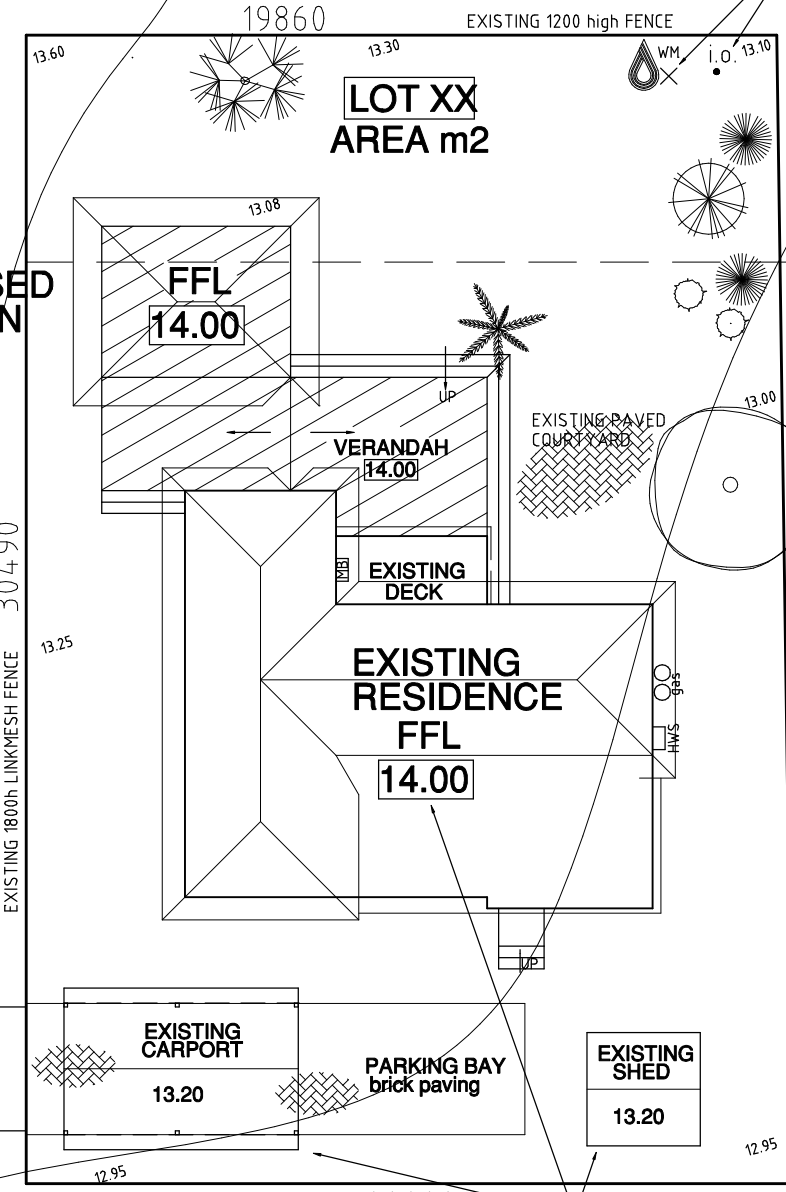 19860
EXISTING 1200 high FENCE
13.60
13.30
WM
i.o.
13.10
LOT XX
AREA m2
13.08
SED
N
FFL
14.00
UP
13.00
EXISTING PAVED
COURTYARD
VERANDAH
14.00
30490
MB
EXISTING
DECK
13.25
EXISTING
RESIDENCE
FFL
14.00
gas
HWS
EXISTING 1800h LINKMESH FENCE
UP
EXISTING
CARPORT
13.20
PARKING BAY
brick paving
EXISTING
SHED
13.20
12.95
12.95